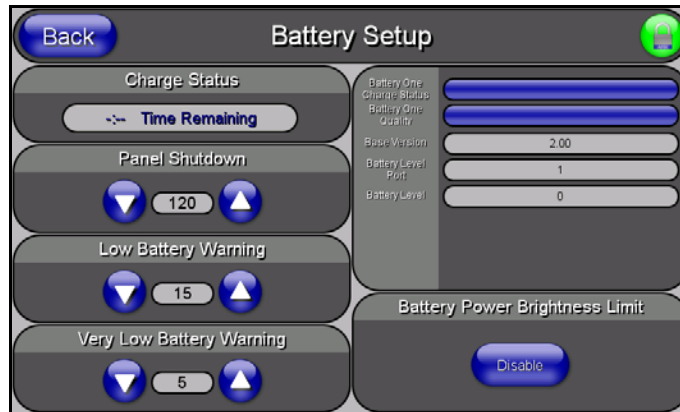 Back
Battery Setup
Charge Status
-:-- Time Remaining
Panel Shutdown
120
Low Battery Warning
15
Very Low Battery Warning
5
Battery One
Charge Status
Battery One
Quality
Base Version
2.00
Battery Level
Port
1
Battery Level
0
Battery Power Brightness Limit
Disable